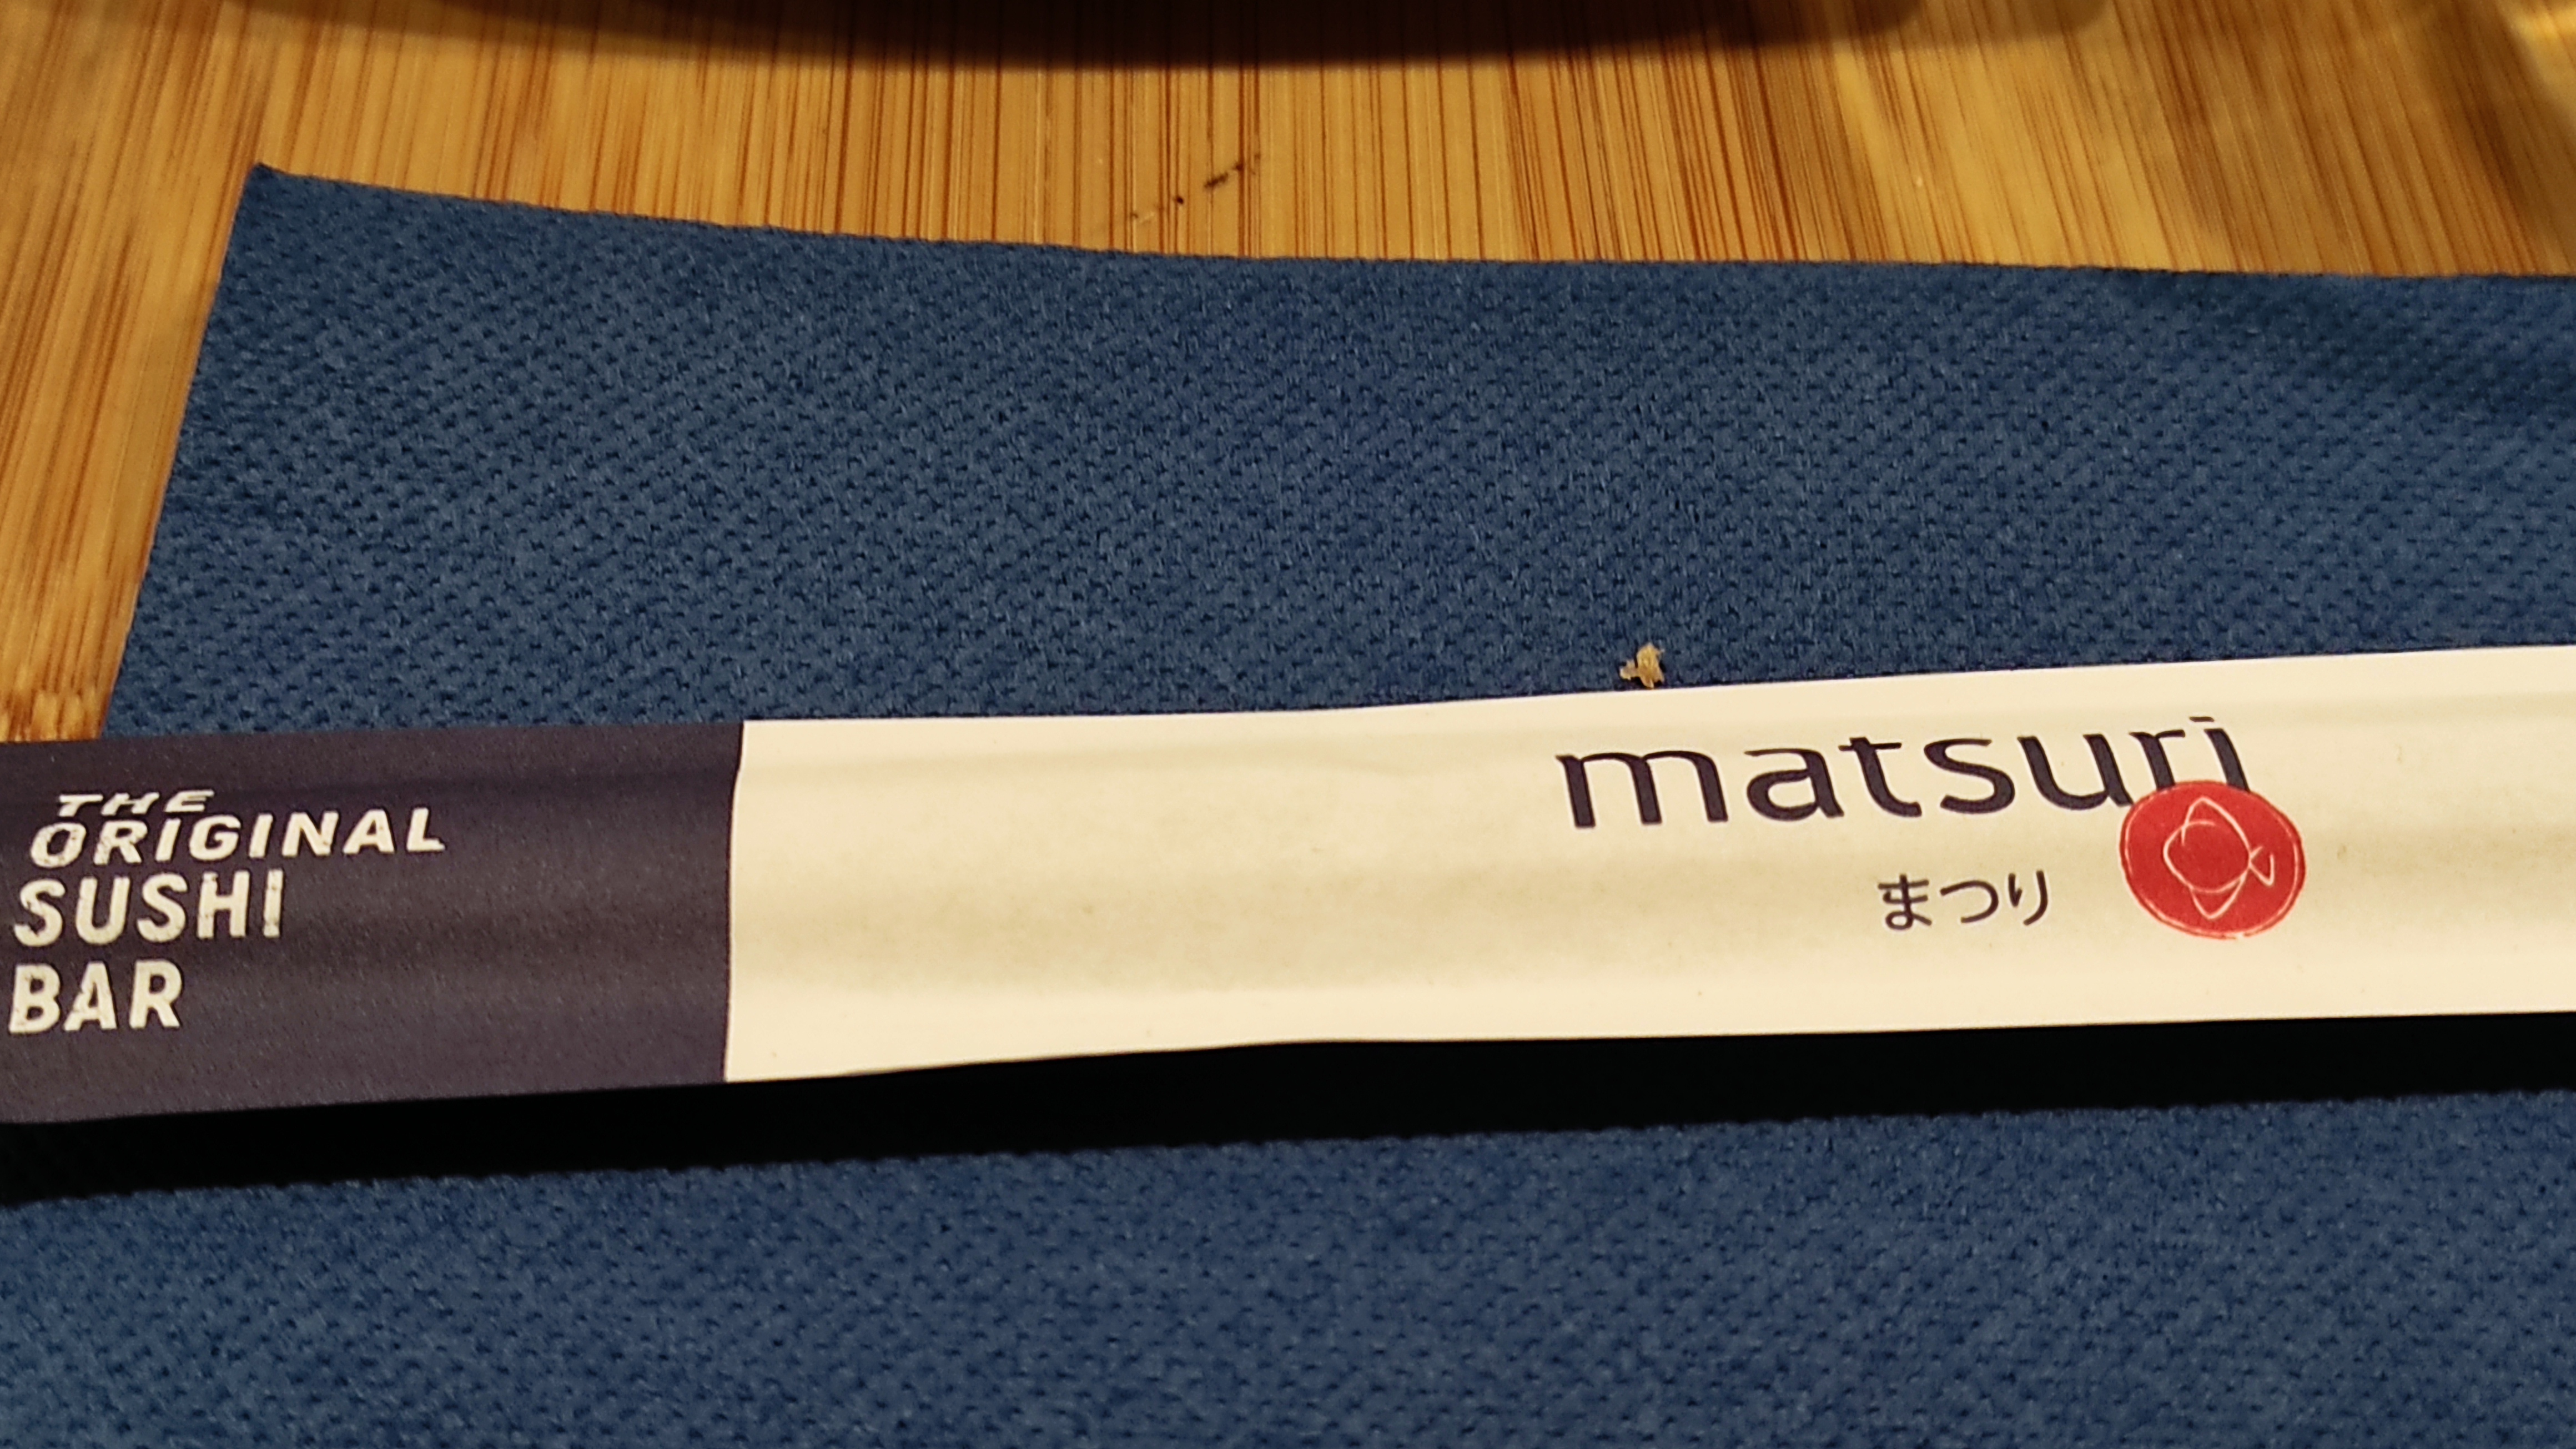 THE
ORIGINAL
SUSHI
BAR
matsuri
まつり